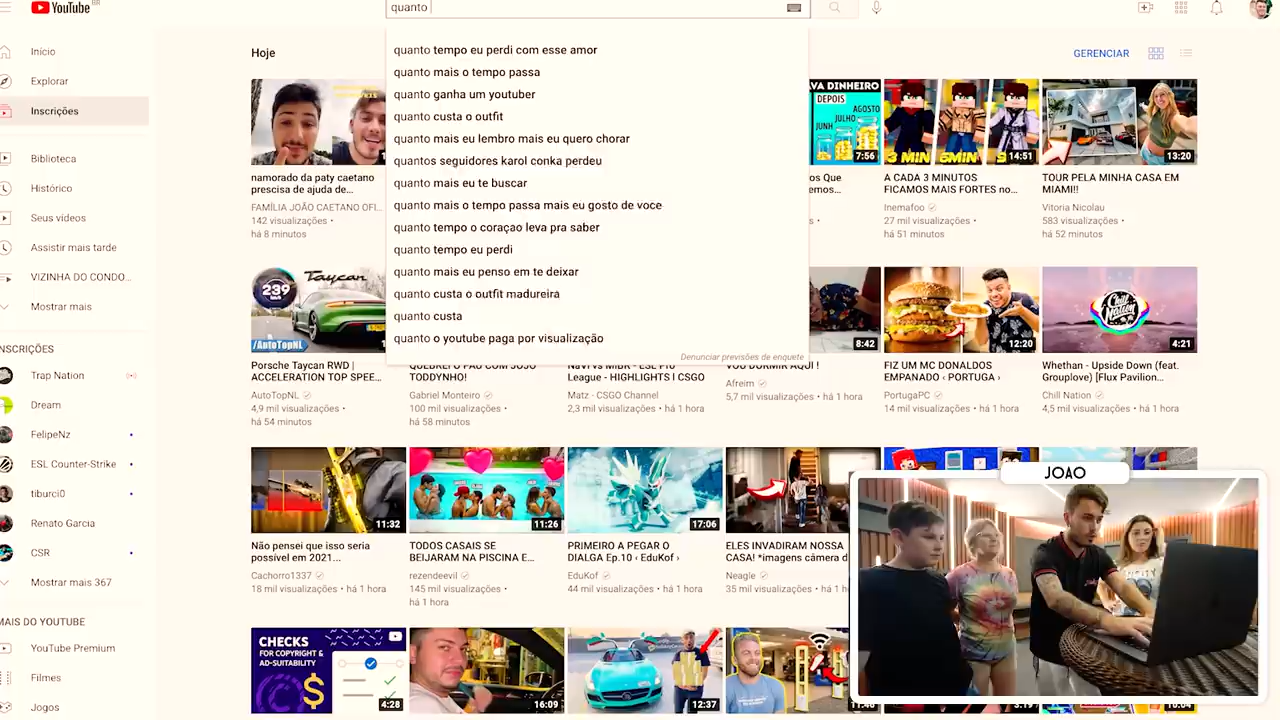 YouTube BR
quanto
Início
Explorar
Inscrições
Biblioteca
Histórico
Seus vídeos
Assistir mais tarde
VIZINHA DO CONDO...
Mostrar mais
INSCRIÇÕES
Trap Nation
Dream
FelipeNz
ESL Counter-Strike
tiburci0
Renato Garcia
CSR
Mostrar mais 367
MAIS DO YOUTUBE
YouTube Premium
Filmes
Jogos
Hoje
GERENCIAR
quanto tempo eu perdi com esse amor
quanto mais o tempo passa
quanto ganha um youtuber
quanto custa o outfit
quanto mais eu lembro mais eu quero chorar
quantos seguidores karol conka perdeu
quanto mais eu te buscar
quanto mais o tempo passa mais eu gosto de voce
quanto tempo o coraçao leva pra saber
quanto tempo eu perdi
quanto mais eu penso em te deixar
quanto custa o outfit madureira
quanto custa
quanto o youtube paga por visualização
Denunciar previsões de enquete
namorado da paty caetano
prescisa de ajuda de...
FAMÍLIA JOÃO CAETANO OFI...
142 visualizações •
há 8 minutos
AVA DINHEIRO
DEPOIS
AGOSTO
JULHO
JUNH
7:56
os Que
emos...
3 MIN
6 MIN
14:51
A CADA 3 MINUTOS
FICAMOS MAIS FORTES no...
Inemafoo
27 mil visualizações •
há 51 minutos
13:20
TOUR PELA MINHA CASA EM
MIAMI!!
Vitoria Nicolau
583 visualizações •
há 52 minutos
Taycan
239
km/h
/AutoTopNL
Porsche Taycan RWD |
ACCELERATION TOP SPEE...
AutoTopNL
4,9 mil visualizações •
há 54 minutos
QUEBREI O PAU COM JOJO
TODDYNHO!
Gabriel Monteiro
100 mil visualizações •
há 58 minutos
NaVi vs MIBR - ESL Pro
League - HIGHLIGHTS l CSGO
Matz - CSGO Channel
2,3 mil visualizações • há 1 hora
8:42
VOU DORMIR AQUI !
Afreim
5,7 mil visualizações • há 1 hora
12:20
FIZ UM MC DONALDOS
EMPANADO ‹ PORTUGA ›
PortugaPC
14 mil visualizações • há 1 hora
CHILL
NATION
4:21
Whethan - Upside Down (feat.
Grouplove) [Flux Pavilion...
Chill Nation
4,5 mil visualizações • há 1 hora
11:32
Não pensei que isso seria
possível em 2021...
Cachorro1337
18 mil visualizações • há 1 hora
11:26
TODOS CASAIS SE
BEIJARAM NA PISCINA E...
rezendeevil
145 mil visualizações •
há 1 hora
17:06
PRIMEIRO A PEGAR O
DIALGA Ep.10 ‹ EduKof ›
EduKof
44 mil visualizações • há 1 hora
ELES INVADIRAM NOSSA
CASA! *imagens câmera d
Neagle
35 mil visualizações • há 1 hora
JOAO
CHECKS
FOR COPYRIGHT &
AD-SUITABILITY
4:28
16:09
12:37